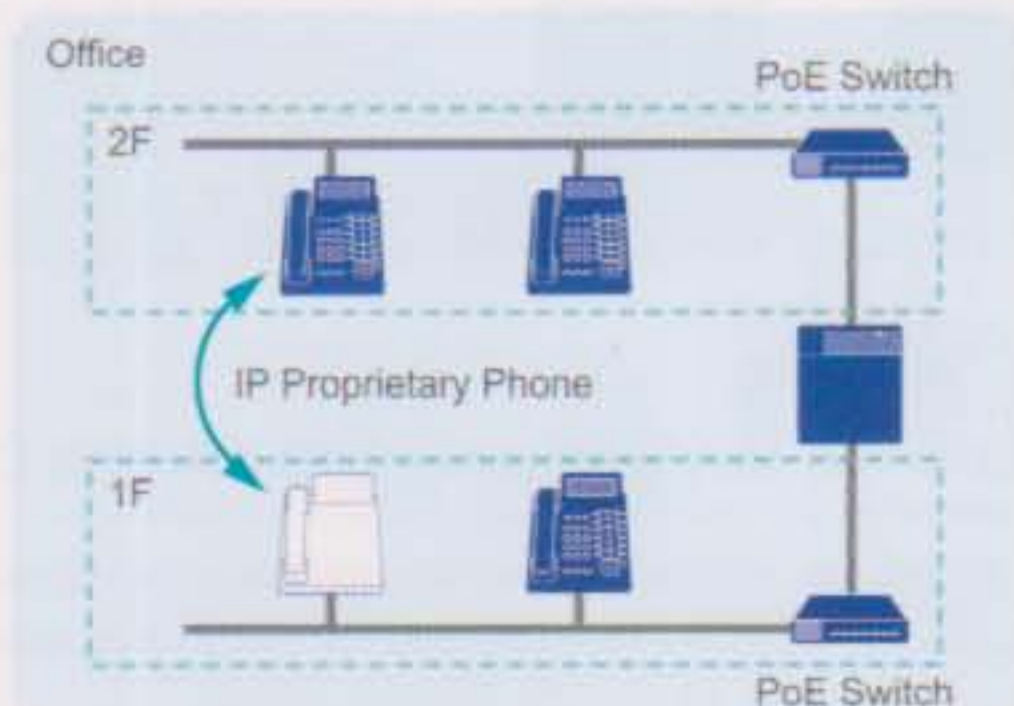 Office
PoE Switch
2F
IP Proprietary Phone
1F
PoE Switch